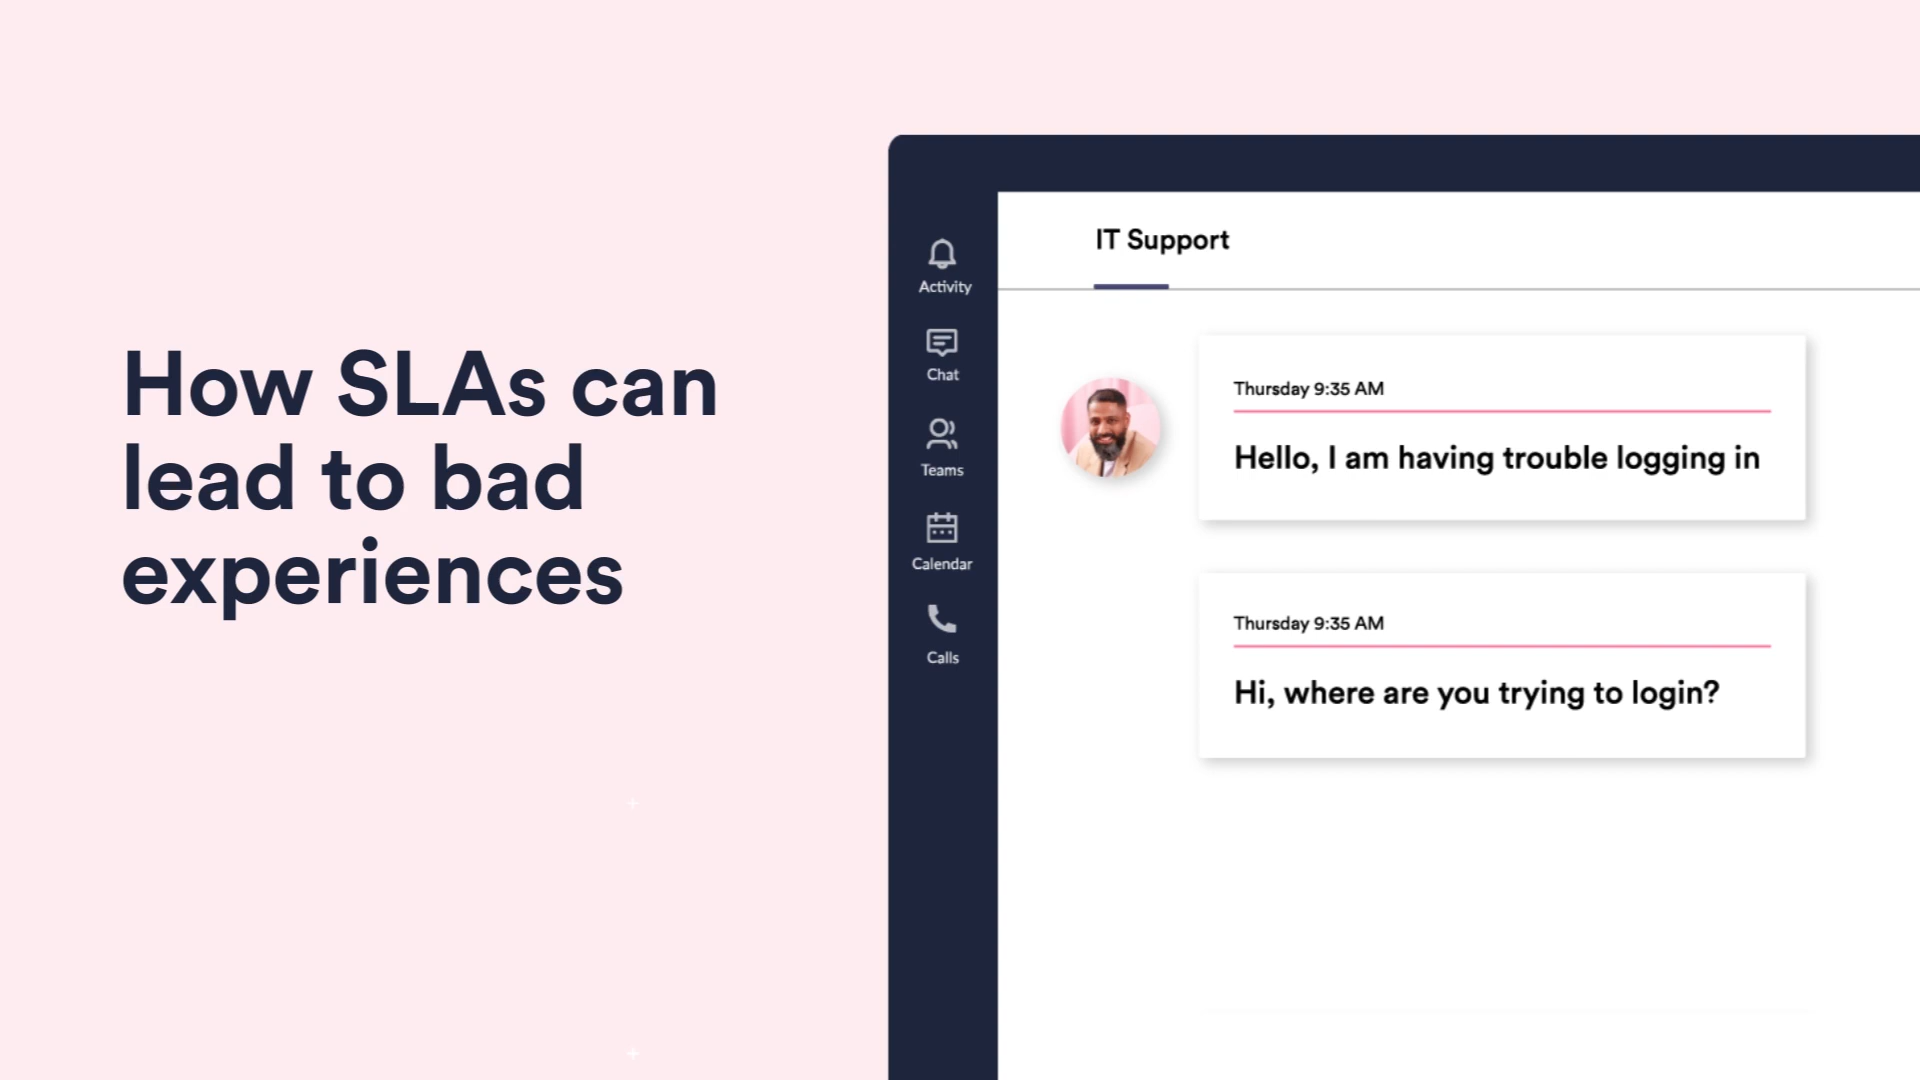 How SLAs can
lead to bad
experiences
Activity
Chat
Teams
Calendar
Calls
IT Support
Thursday 9:35 AM
Hello, I am having trouble logging in
Thursday 9:35 AM
Hi, where are you trying to login?